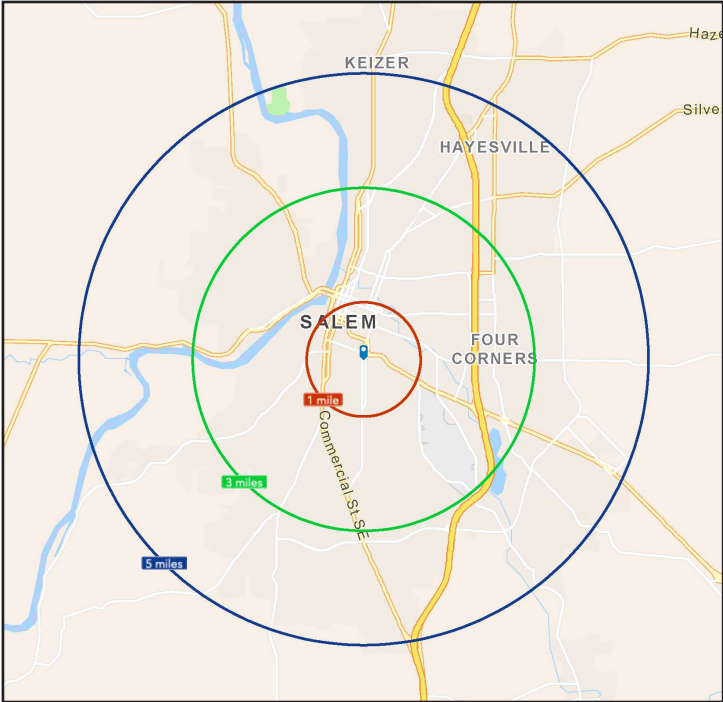 Haze
KEIZER
Silve
HAYESVILLE
SALEM
FOUR
CORNERS
1 mile
Commercial St SE
3 miles
5 miles